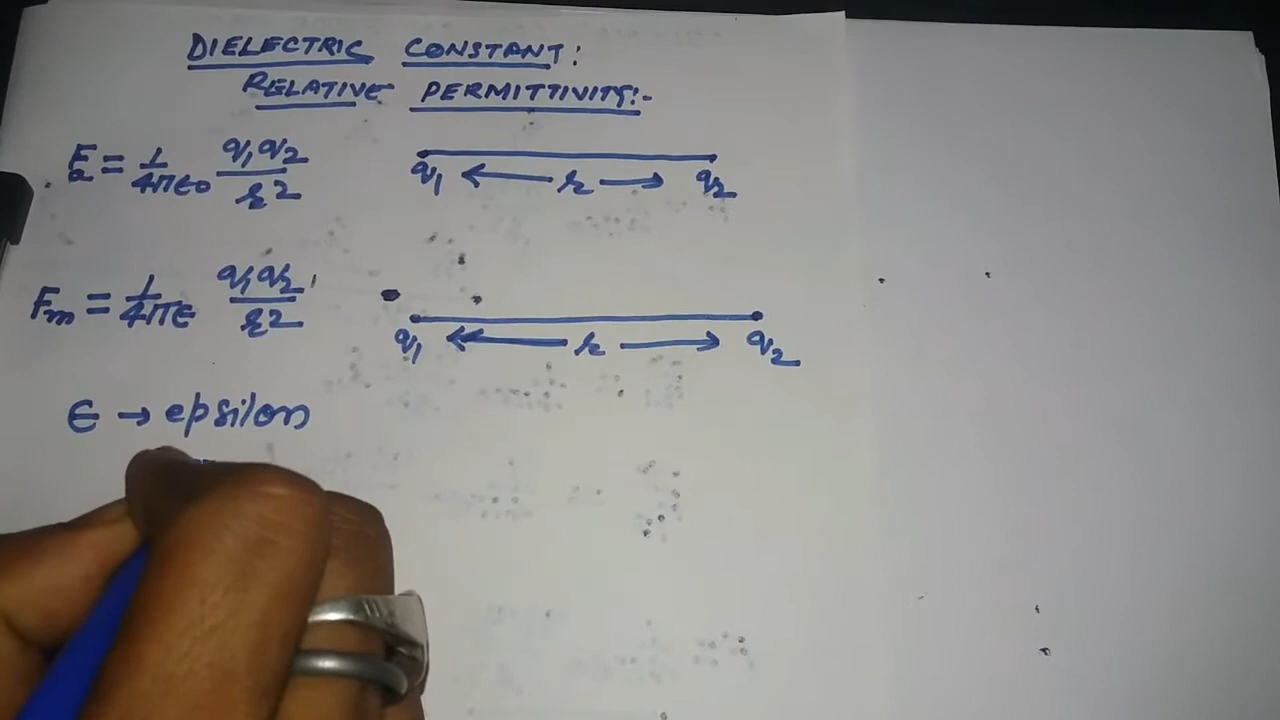 DIELECTRIC CONSTANT:
RELATIVE PERMITTIVITY:-
Fa = 1/4πε0 q1q2/r2
q1 ← r → q2
Fm = 1/4πε q1q2/r2
q1 ← r → q2
ε → epsilon